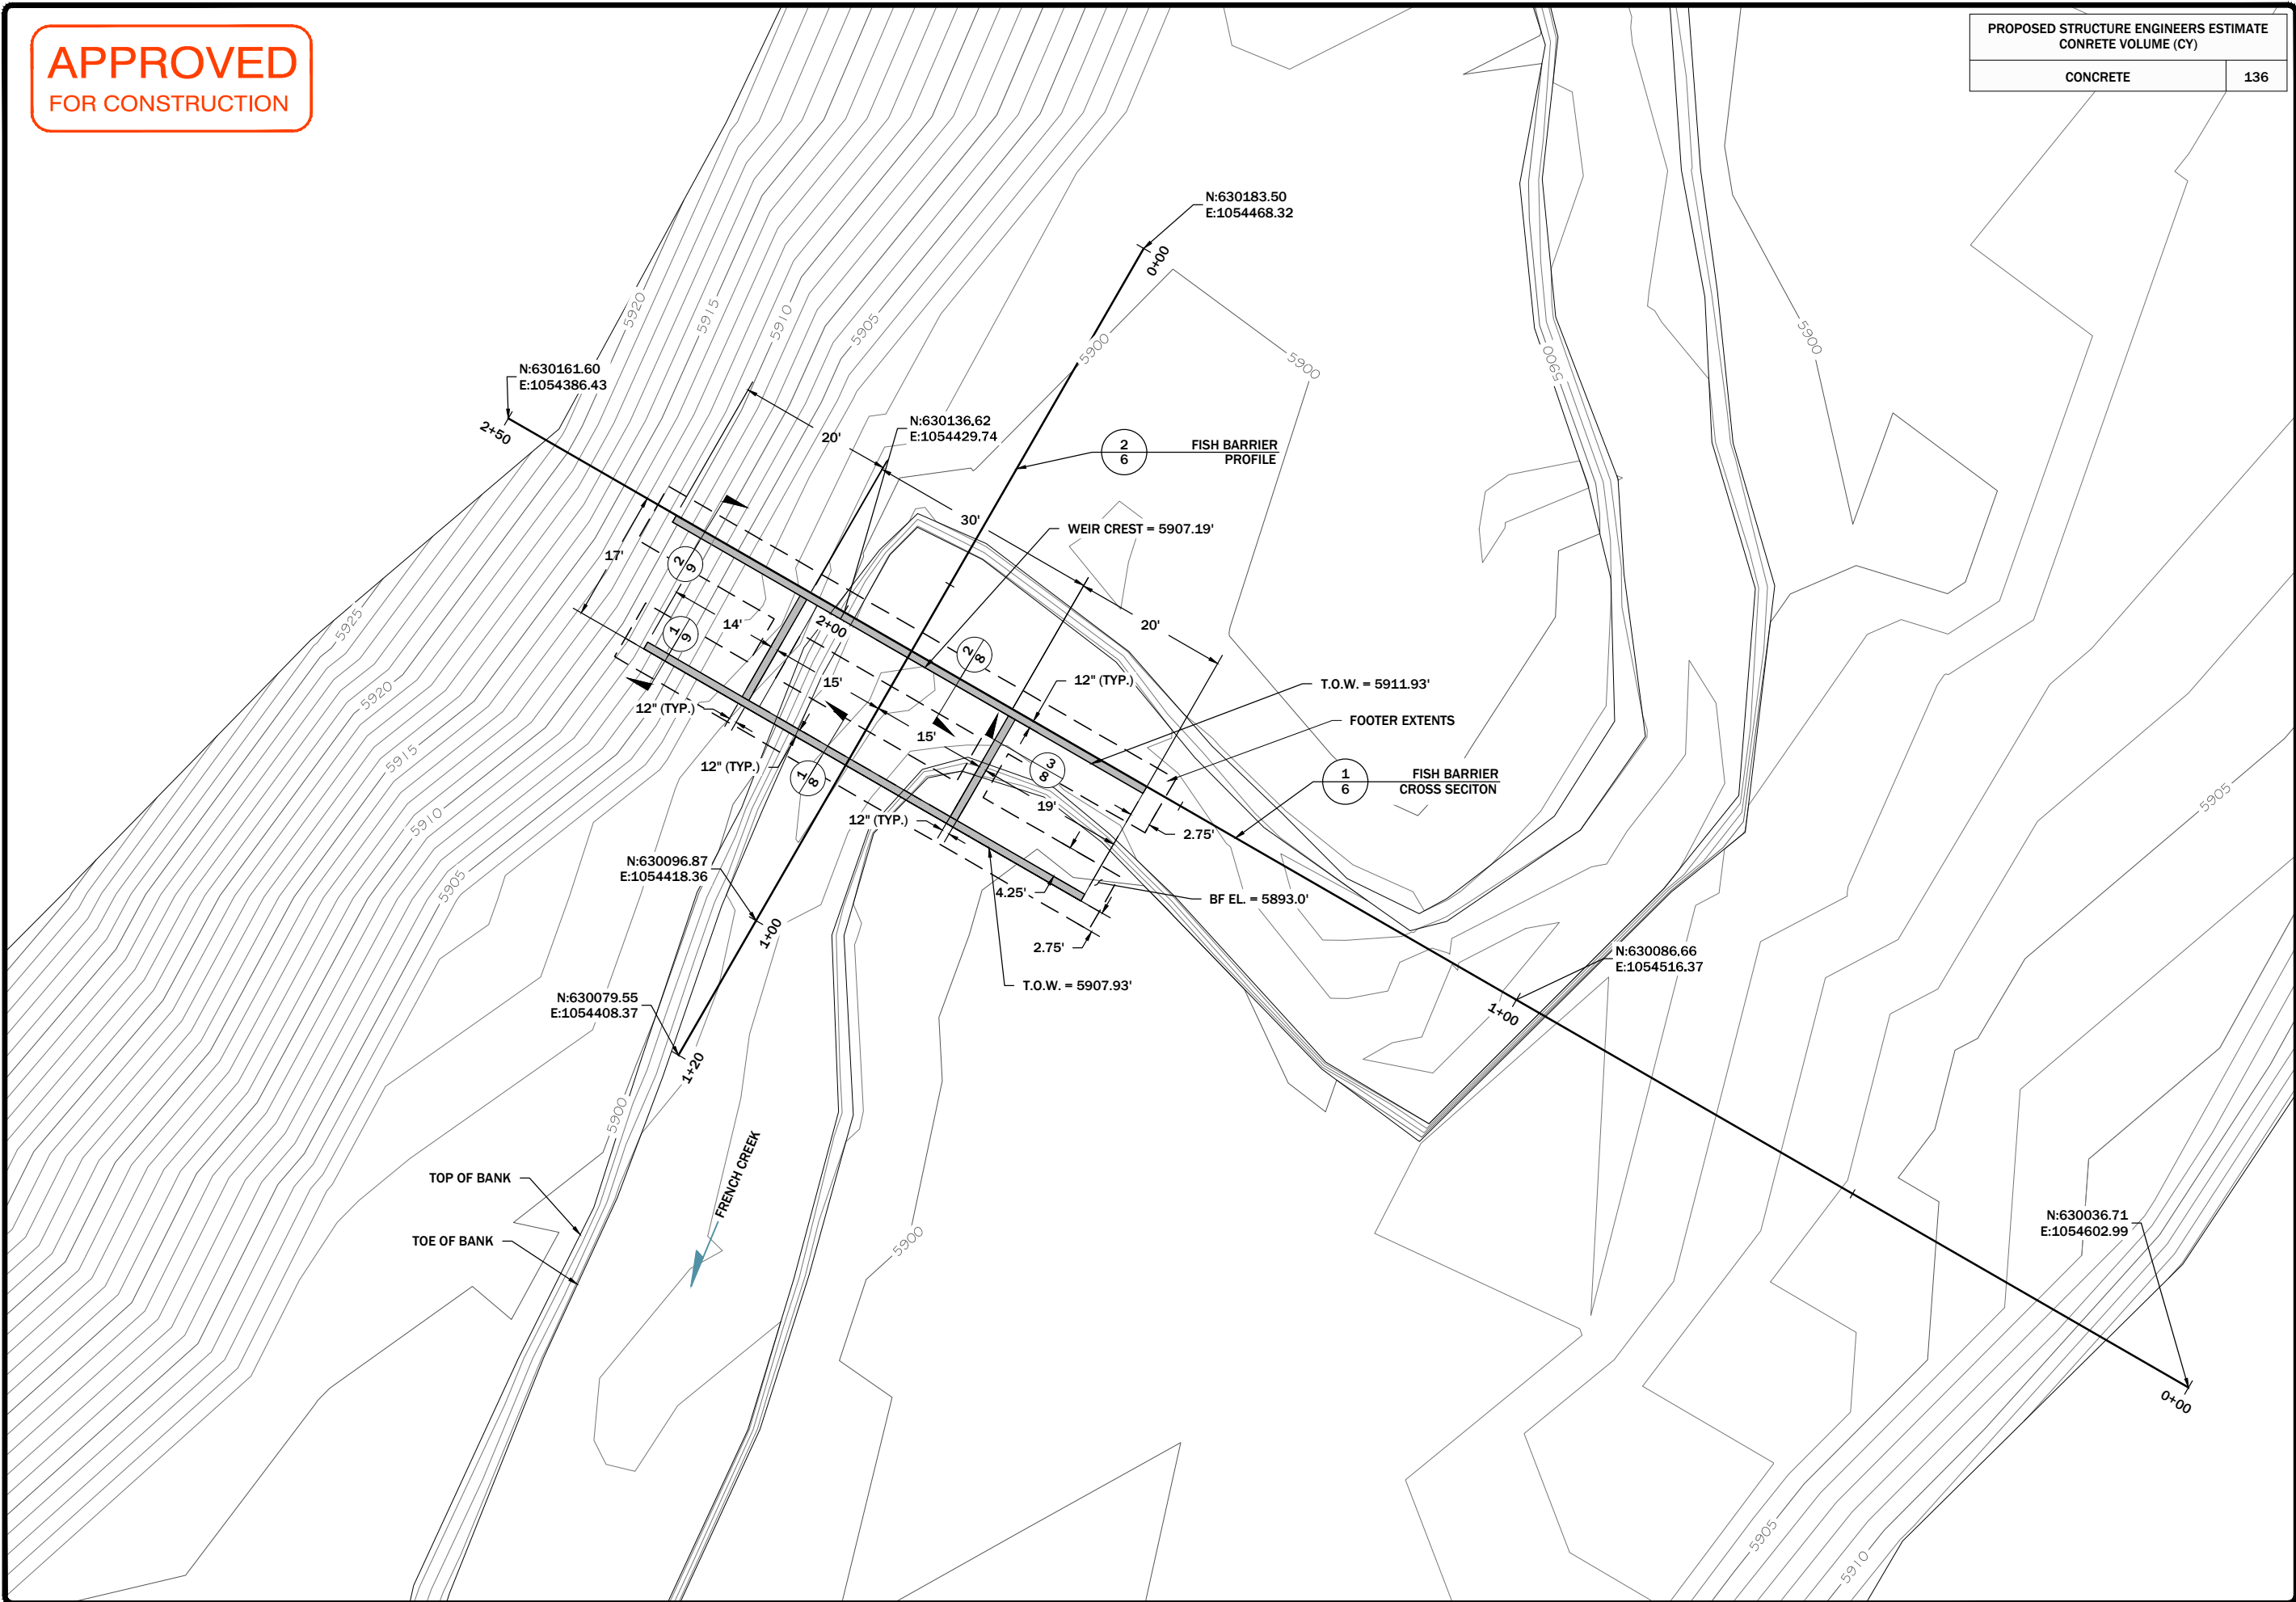 APPROVED
FOR CONSTRUCTION
PROPOSED STRUCTURE ENGINEERS ESTIMATE
CONRETE VOLUME (CY)
CONCRETE 136
N:630183.50
E:1054468.32
0+00
5920
5915
5910
5905
5900
5900
5900
5900
N:630161.60
E:1054386.43
2+50
20'
N:630136.62
E:1054429.74
2
6
FISH BARRIER
PROFILE
30'
WEIR CREST = 5907.19'
17'
2
9
14'
2+00
1
9
2
8
20'
5925
12" (TYP.)
T.O.W. = 5911.93'
15'
5920
12" (TYP.)
FOOTER EXTENTS
15'
5915
12" (TYP.)
1
8
3
8
1
6
FISH BARRIER
CROSS SECITON
19'
5905
5910
12" (TYP.)
2.75'
N:630096.87
E:1054418.36
5905
4.25'
BF EL. = 5893.0'
1+00
2.75'
N:630086.66
E:1054516.37
T.O.W. = 5907.93'
N:630079.55
E:1054408.37
1+00
1+20
5900
FRENCH CREEK
TOP OF BANK
TOE OF BANK
5900
N:630036.71
E:1054602.99
0+00
5905
5910